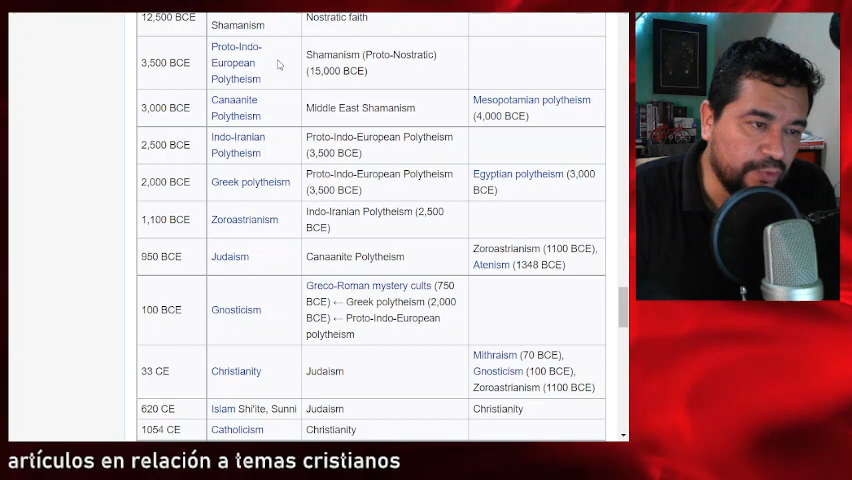 12,500 BCE
Shamanism
Nostratic faith
3,500 BCE
Proto-Indo-
European
Polytheism
Shamanism (Proto-Nostratic)
(15,000 BCE)
3,000 BCE
Canaanite
Polytheism
Middle East Shamanism
Mesopotamian polytheism
(4,000 BCE)
2,500 BCE
Indo-Iranian
Polytheism
Proto-Indo-European Polytheism
(3,500 BCE)
2,000 BCE
Greek polytheism
Proto-Indo-European Polytheism
(3,500 BCE)
Egyptian polytheism (3,000
BCE)
1,100 BCE
Zoroastrianism
Indo-Iranian Polytheism (2,500
BCE)
950 BCE
Judaism
Canaanite Polytheism
Zoroastrianism (1100 BCE),
Atenism (1348 BCE)
100 BCE
Gnosticism
Greco-Roman mystery cults (750
BCE) ← Greek polytheism (2,000
BCE) ← Proto-Indo-European
polytheism
33 CE
Christianity
Judaism
Mithraism (70 BCE),
Gnosticism (100 BCE),
Zoroastrianism (1100 BCE)
620 CE
Islam Shi'ite, Sunni
Judaism
Christianity
1054 CE
Catholicism
Christianity
artículos en relación a temas cristianos